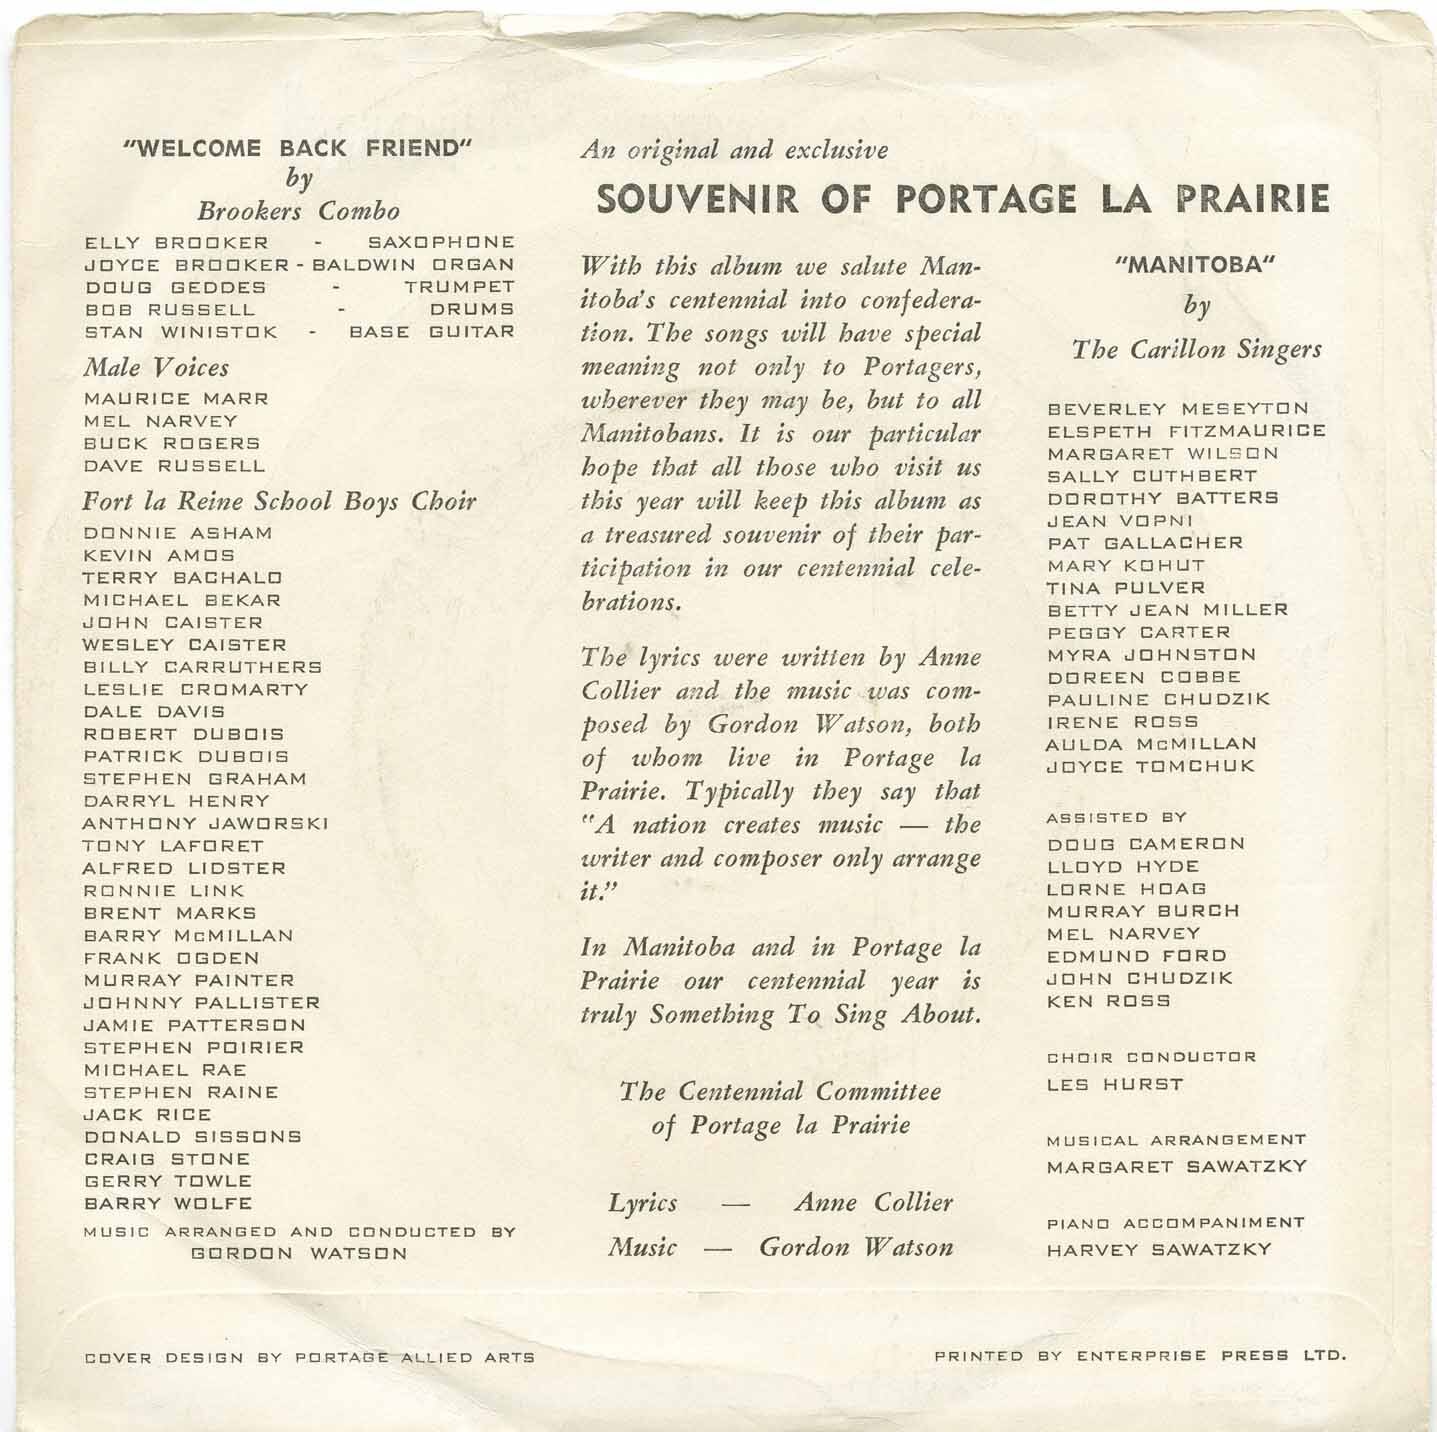 "WELCOME BACK FRIEND"
by
Brookers Combo
ELLY BROOKER - SAXOPHONE
JOYCE BROOKER - BALDWIN ORGAN
DOUG GEDDES - TRUMPET
BOB RUSSELL - DRUMS
STAN WINISTOK - BASE GUITAR
Male Voices
MAURICE MARR
MEL NARVEY
BUCK ROGERS
DAVE RUSSELL
Fort la Reine School Boys Choir
DONNIE ASHAM
KEVIN AMOS
TERRY BACHALO
MICHAEL BEKAR
JOHN CAISTER
WESLEY CAISTER
BILLY CARRUTHERS
LESLIE CROMARTY
DALE DAVIS
ROBERT DUBOIS
PATRICK DUBOIS
STEPHEN GRAHAM
DARRYL HENRY
ANTHONY JAWORSKI
TONY LAFORET
ALFRED LIDSTER
RONNIE LINK
BRENT MARKS
BARRY McMILLAN
FRANK OGDEN
MURRAY PAINTER
JOHNNY PALLISTER
JAMIE PATTERSON
STEPHEN POIRIER
MICHAEL RAE
STEPHEN RAINE
JACK RICE
DONALD SISSONS
CRAIG STONE
GERRY TOWLE
BARRY WOLFE
MUSIC ARRANGED AND CONDUCTED BY
GORDON WATSON
An original and exclusive
SOUVENIR OF PORTAGE LA PRAIRIE
With this album we salute Man-
itoba's centennial into confedera-
tion. The songs will have special
meaning not only to Portagers,
wherever they may be, but to all
Manitobans. It is our particular
hope that all those who visit us
this year will keep this album as
a treasured souvenir of their par-
ticipation in our centennial cele-
brations.
The lyrics were written by Anne
Collier and the music was com-
posed by Gordon Watson, both
of whom live in Portage la
Prairie. Typically they say that
"A nation creates music — the
writer and composer only arrange
it."
In Manitoba and in Portage la
Prairie our centennial year is
truly Something To Sing About.
The Centennial Committee
of Portage la Prairie
Lyrics — Anne Collier
Music — Gordon Watson
"MANITOBA"
by
The Carillon Singers
BEVERLEY MESEYTON
ELSPETH FITZMAURICE
MARGARET WILSON
SALLY CUTHBERT
DOROTHY BATTERS
JEAN VOPNI
PAT GALLACHER
MARY KOHUT
TINA PULVER
BETTY JEAN MILLER
PEGGY CARTER
MYRA JOHNSTON
DOREEN COBBE
PAULINE CHUDZIK
IRENE ROSS
AULDA McMILLAN
JOYCE TOMCHUK
ASSISTED BY
DOUG CAMERON
LLOYD HYDE
LORNE HOAG
MURRAY BURCH
MEL NARVEY
EDMUND FORD
JOHN CHUDZIK
KEN ROSS
CHOIR CONDUCTOR
LES HURST
MUSICAL ARRANGEMENT
MARGARET SAWATZKY
PIANO ACCOMPANIMENT
HARVEY SAWATZKY
COVER DESIGN BY PORTAGE ALLIED ARTS
PRINTED BY ENTERPRISE PRESS LTD.